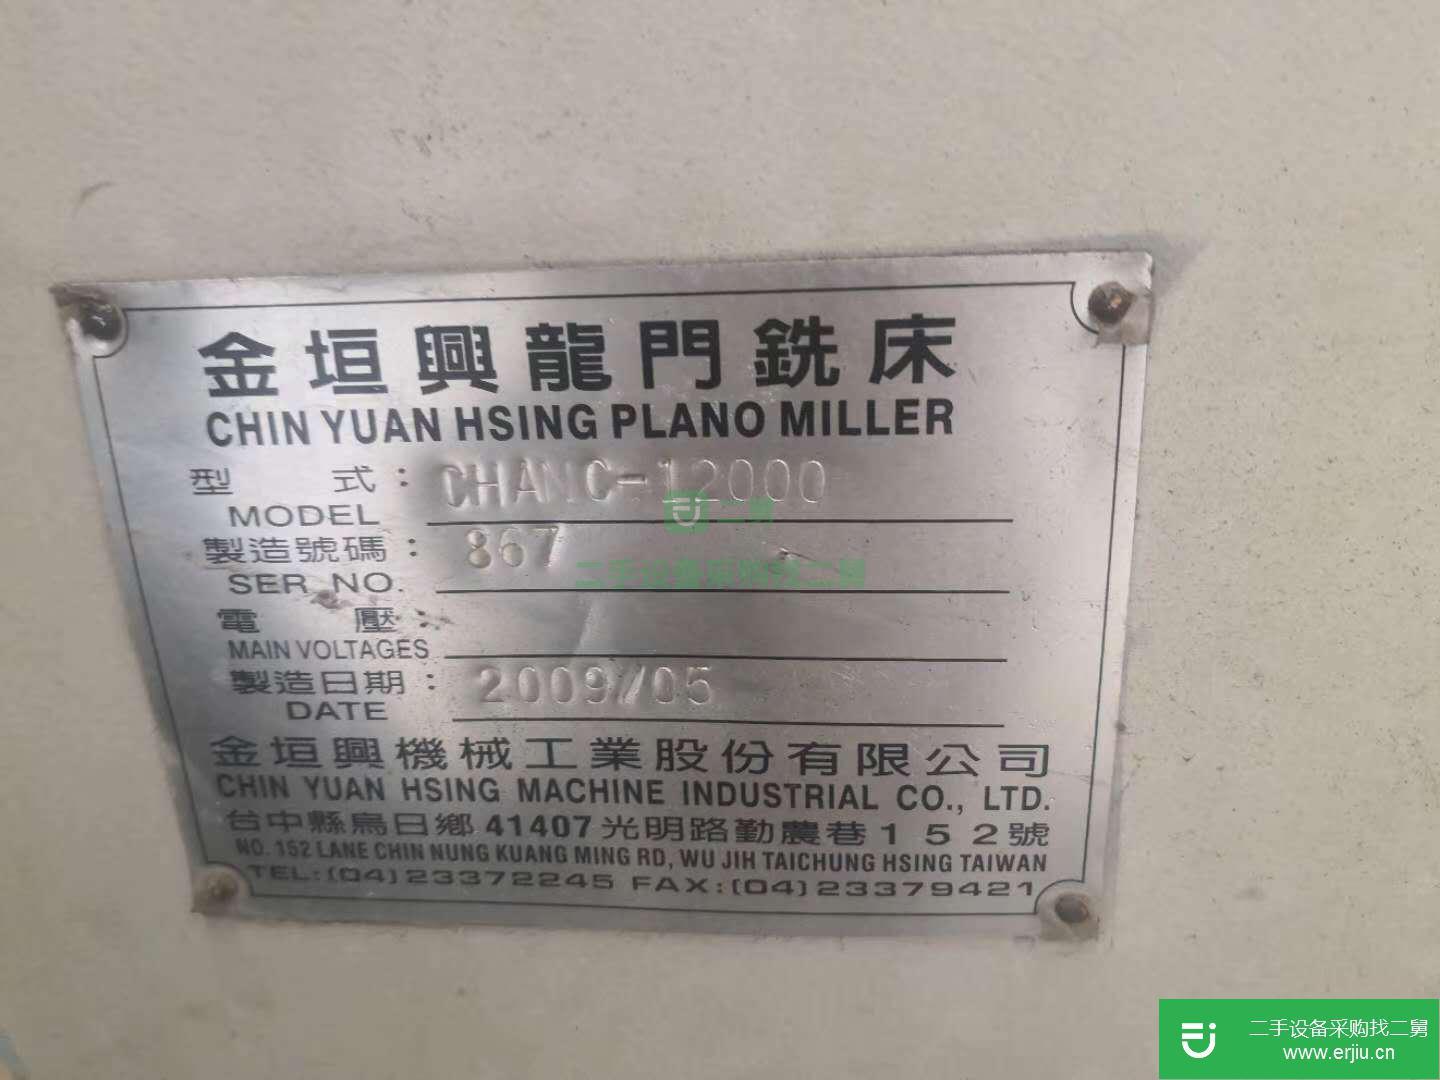 金垣興龍門銑床
CHIN YUAN HSING PLANO MILLER
型式：CHANC-12000
MODEL
製造號碼：867
SER NO.
電壓：
MAIN VOLTAGES
製造日期：2009/05
DATE
金垣興機械工業股份有限公司
CHIN YUAN HSING MACHINE INDUSTRIAL CO., LTD.
台中縣烏日鄉41407光明路勤農巷152號
NO. 152 LANE CHIN NUNG KUANG MING RD, WU JIH TAICHUNG HSING TAIWAN
TEL:(04)23372245 FAX:(04)23379421
二舅
二手设备采购找二舅
二手设备采购找二舅
www.erjiu.cn